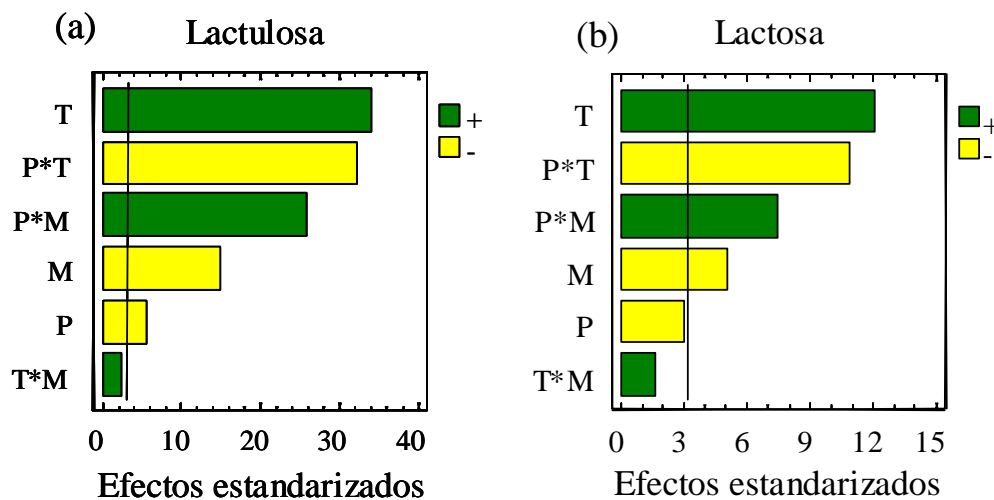 (a)
Lactulosa
T
P*T
P*M
M
P
T*M
+
-
0 10 20 30 40
Efectos estandarizados
(b)
Lactosa
T
P*T
P*M
M
P
T*M
+
-
0 3 6 9 12 15
Efectos estandarizados